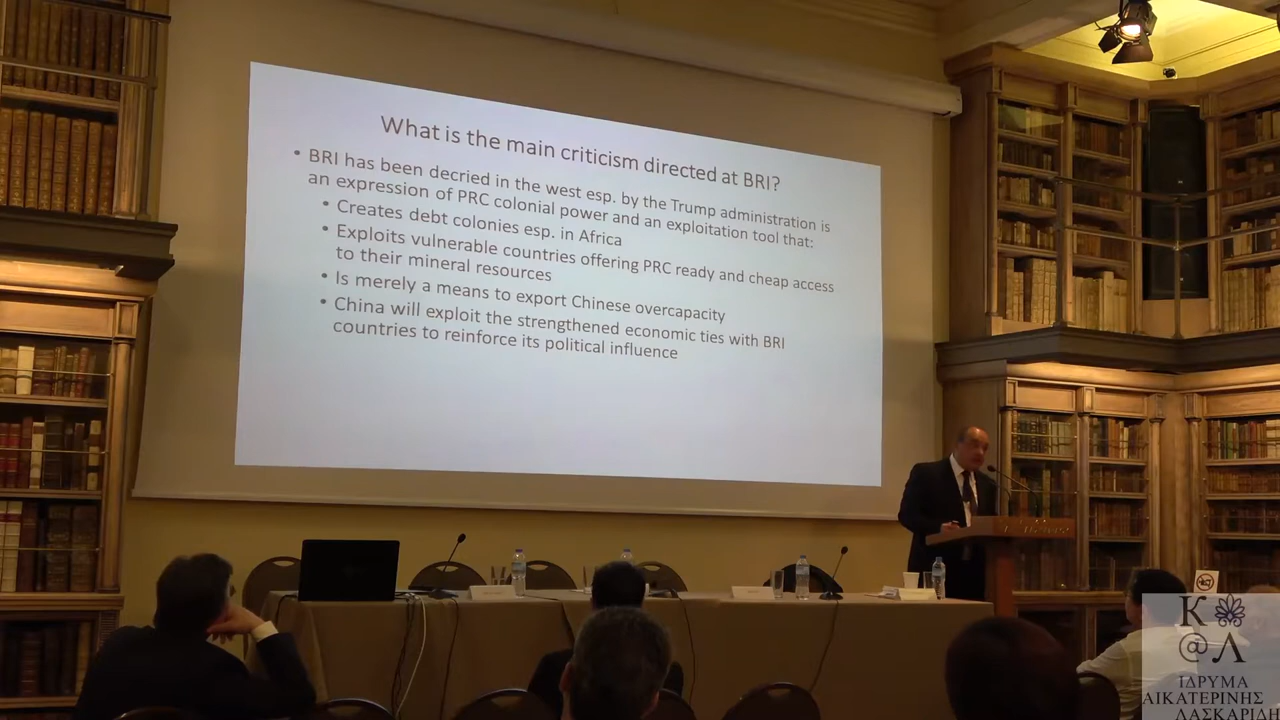 What is the main criticism directed at BRI?
• BRI has been decried in the west esp. by the Trump administration is
an expression of PRC colonial power and an exploitation tool that:
• Creates debt colonies esp. in Africa
• Exploits vulnerable countries offering PRC ready and cheap access
to their mineral resources
• Is merely a means to export Chinese overcapacity
• China will exploit the strengthened economic ties with BRI
countries to reinforce its political influence
Κ
@ Λ
ΙΔΡΥΜΑ
ΑΙΚΑΤΕΡΙΝΗΣ
ΛΑΣΚΑΡΙΔΗ